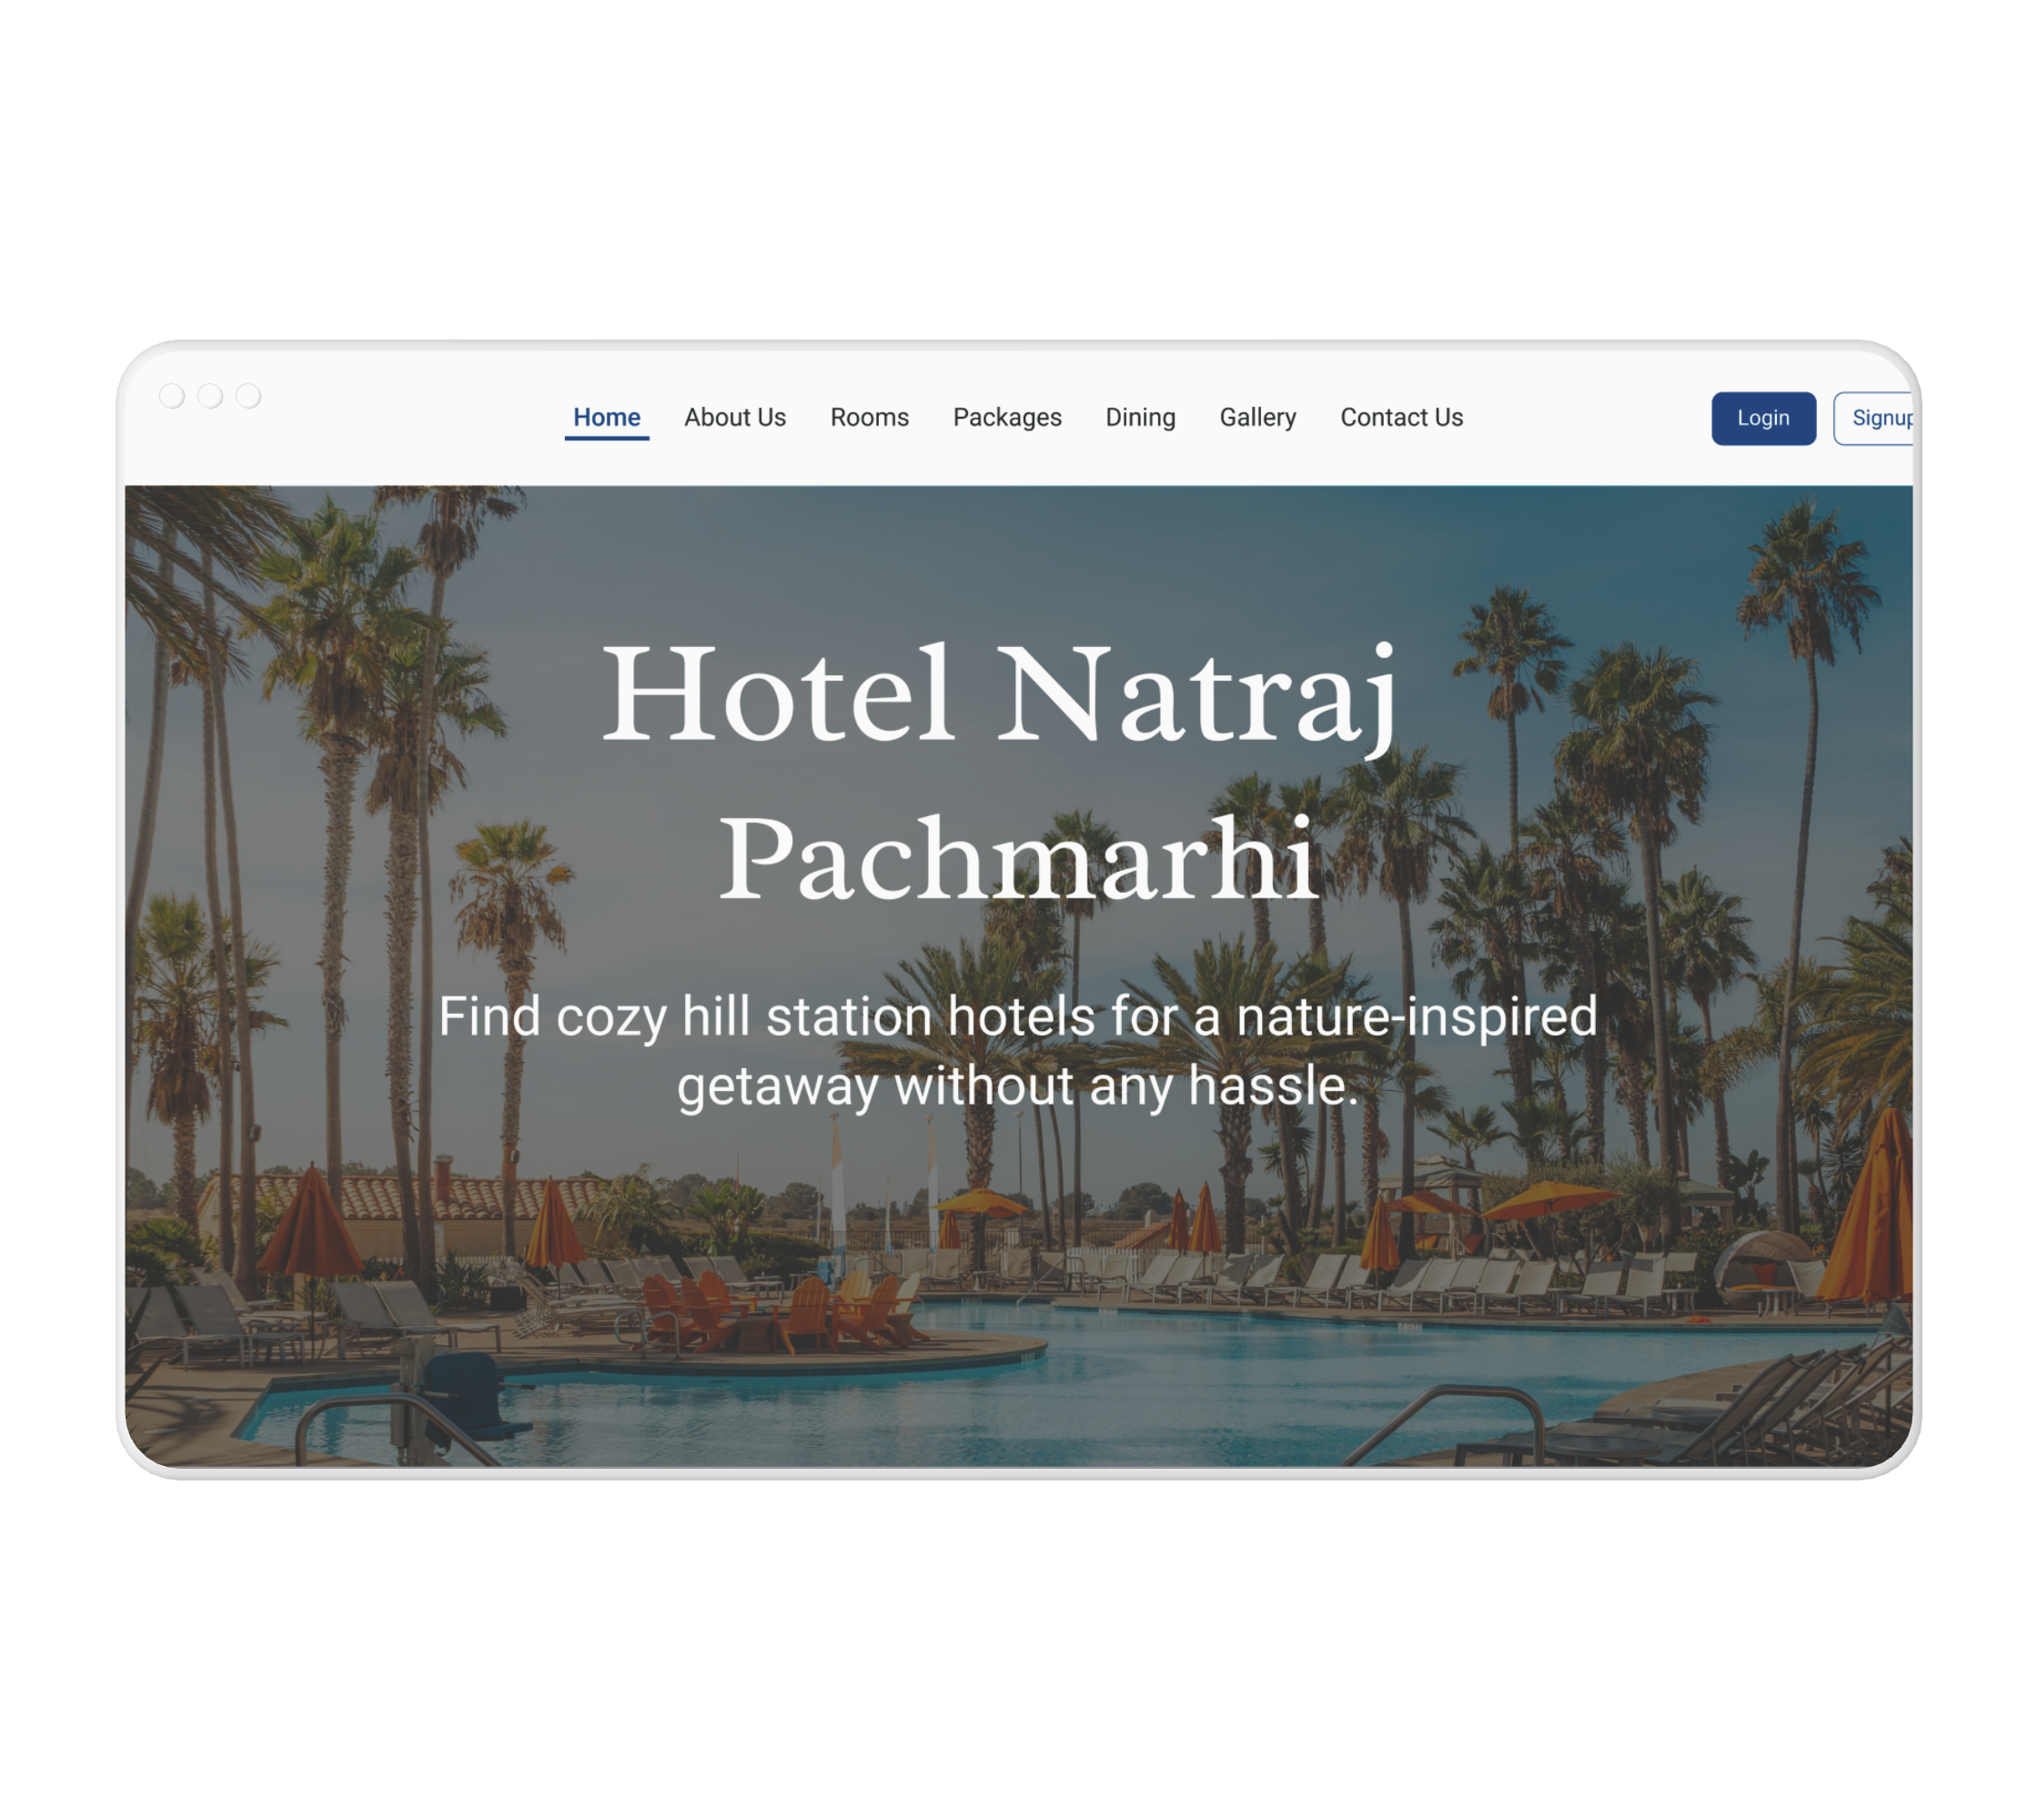 Home About Us Rooms Packages Dining Gallery Contact Us Login Signup
Hotel Natraj
Pachmarhi
Find cozy hill station hotels for a nature-inspired
getaway without any hassle.